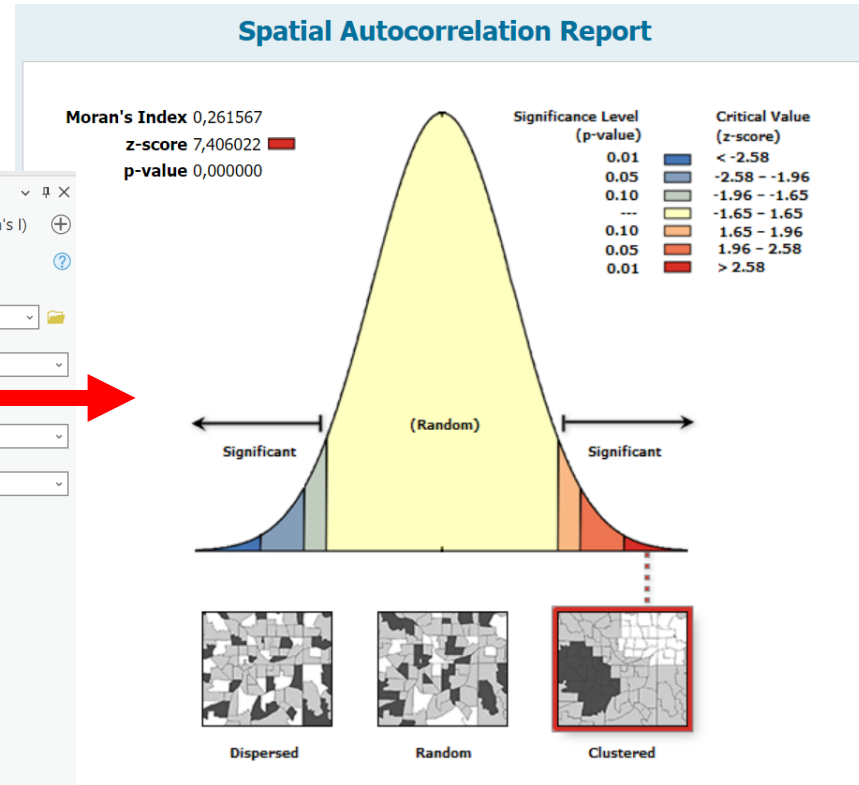 Spatial Autocorrelation Report
Moran's Index 0,261567
z-score 7,406022
p-value 0,000000
Significance Level
(p-value)
Critical Value
(z-score)
0.01 < -2.58
0.05 -2.58 – -1.96
0.10 -1.96 – -1.65
--- -1.65 – 1.65
0.10 1.65 – 1.96
0.05 1.96 – 2.58
0.01 > 2.58
's I)
(Random)
Significant
Significant
Dispersed
Random
Clustered